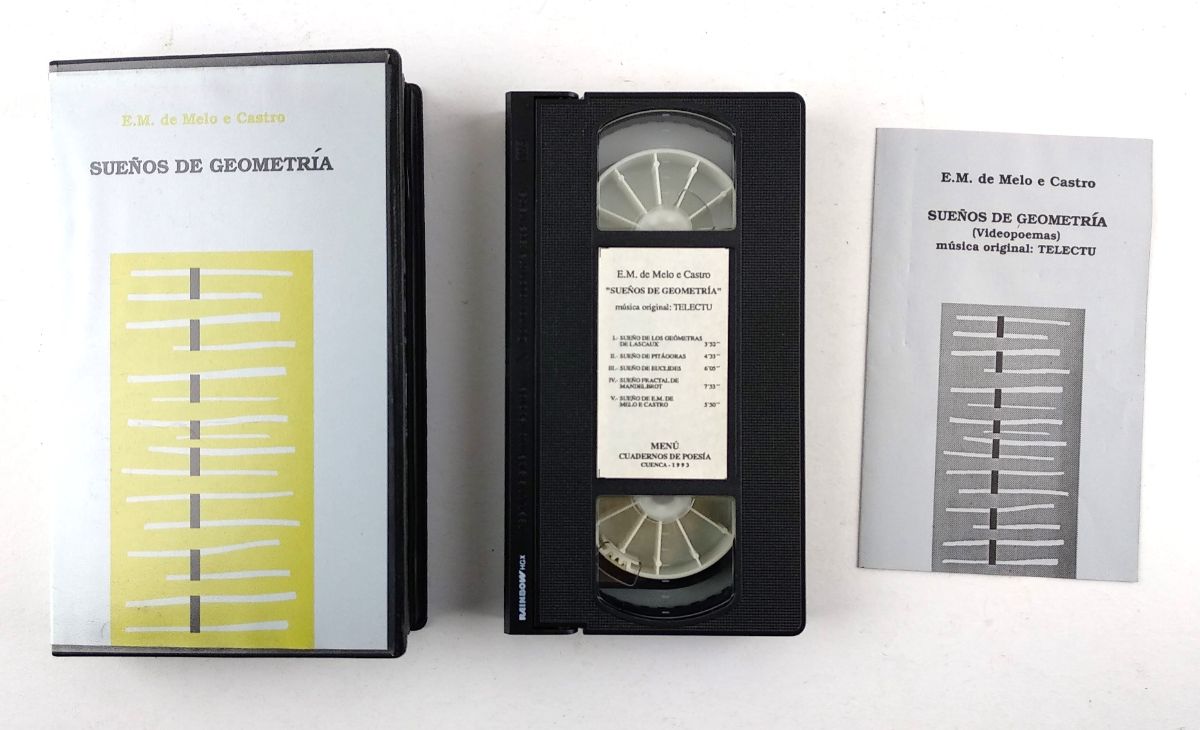 E.M. de Melo e Castro
SUEÑOS DE GEOMETRÍA
E.M. de Melo e Castro
"SUEÑOS DE GEOMETRÍA"
música original: TELECTU
I.- SUEÑO DE LOS GEÓMETRAS
DE LASCAUX 3'52''
II.- SUEÑO DE PITÁGORAS 4'33''
III.- SUEÑO DE EUCLIDES 6'05''
IV.- SUEÑO FRACTAL DE
MANDELBROT 7'33''
V.- SUEÑO DE E.M. DE
MELO E CASTRO 5'50''
MENÚ
CUADERNOS DE POESÍA
CUENCA - 1993
RAINBOW HGX
E.M. de Melo e Castro
SUEÑOS DE GEOMETRÍA
(Videopoemas)
música original: TELECTU